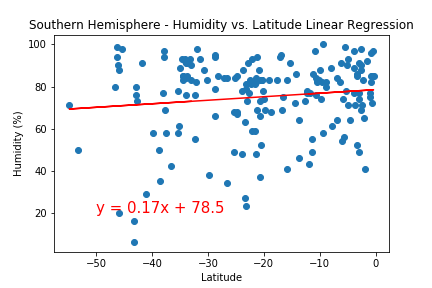 Southern Hemisphere - Humidity vs. Latitude Linear Regression
100
80
60
40
20
Humidity (%)
y = 0.17x + 78.5
−50 −40 −30 −20 −10 0
Latitude